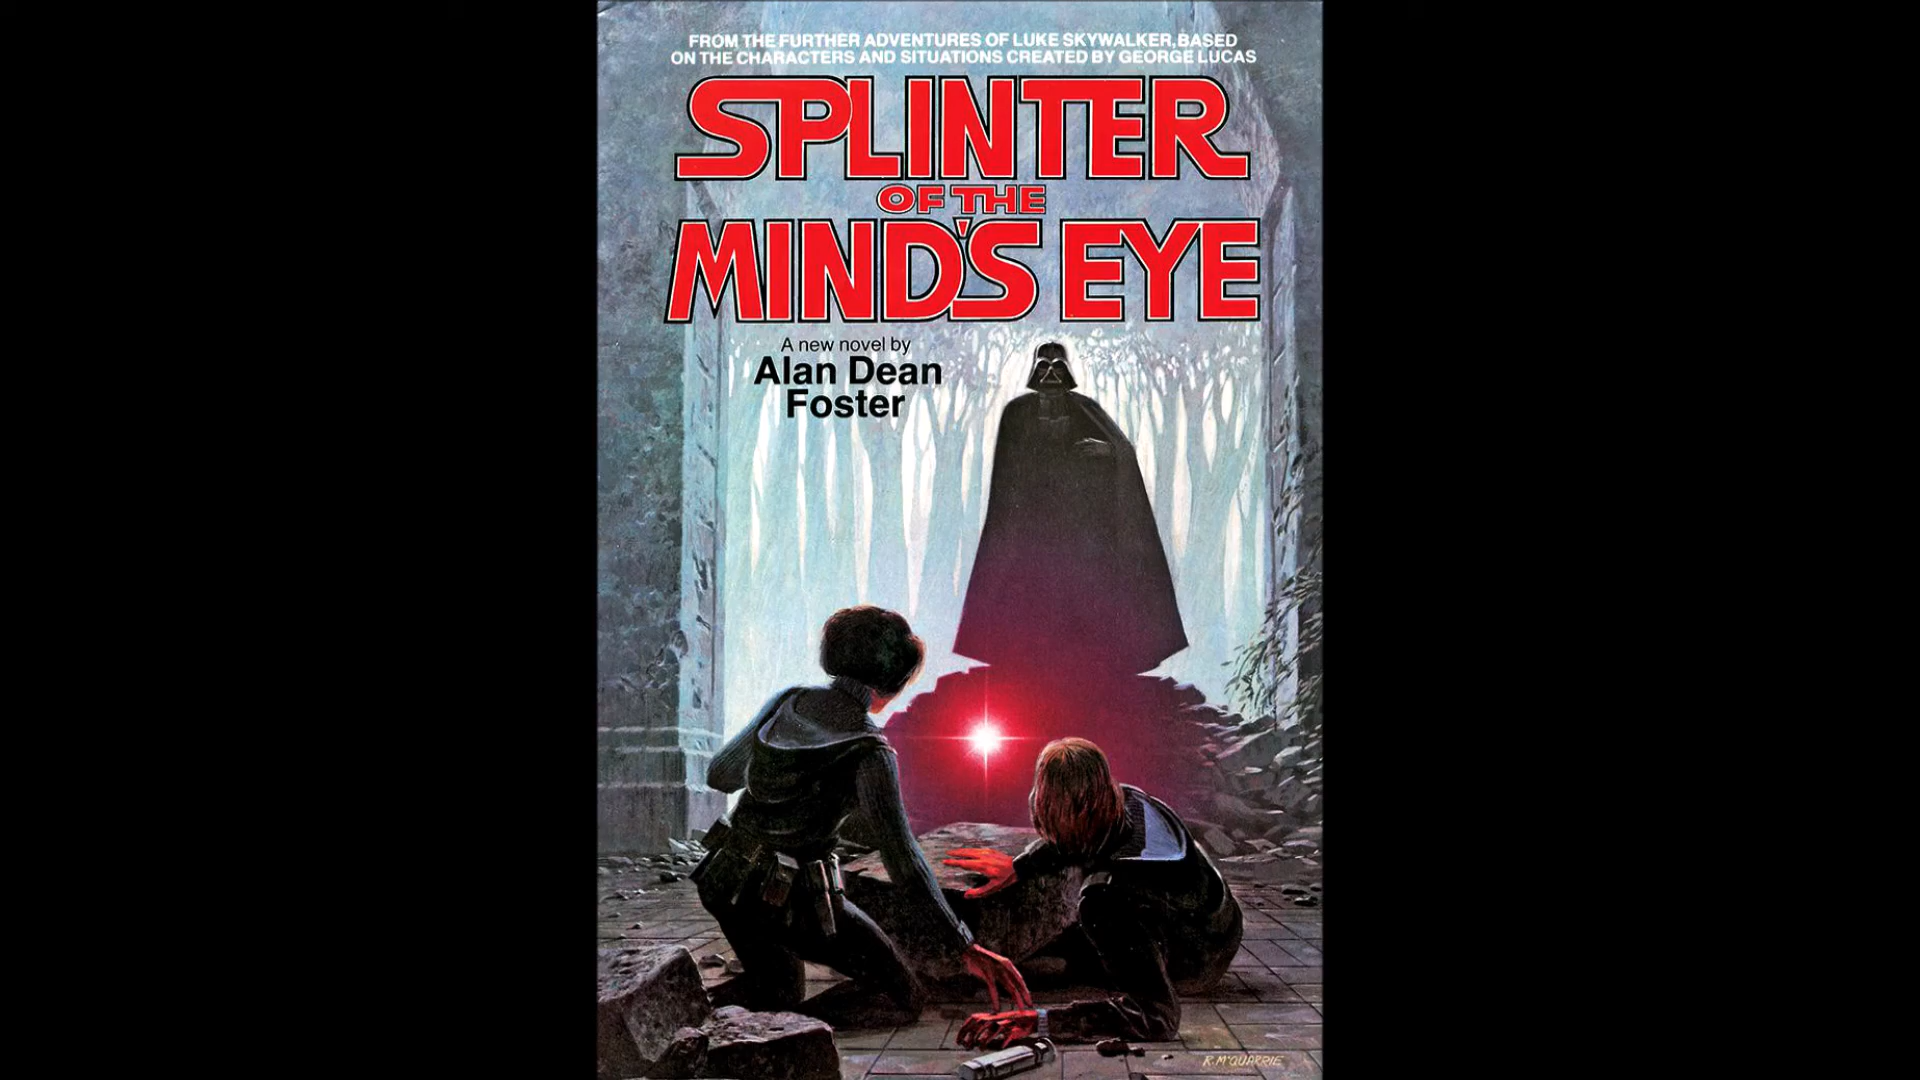 FROM THE FURTHER ADVENTURES OF LUKE SKYWALKER, BASED
ON THE CHARACTERS AND SITUATIONS CREATED BY GEORGE LUCAS
SPLINTER
OF THE
MIND'S EYE
A new novel by
Alan Dean
Foster
R. McQUARRIE